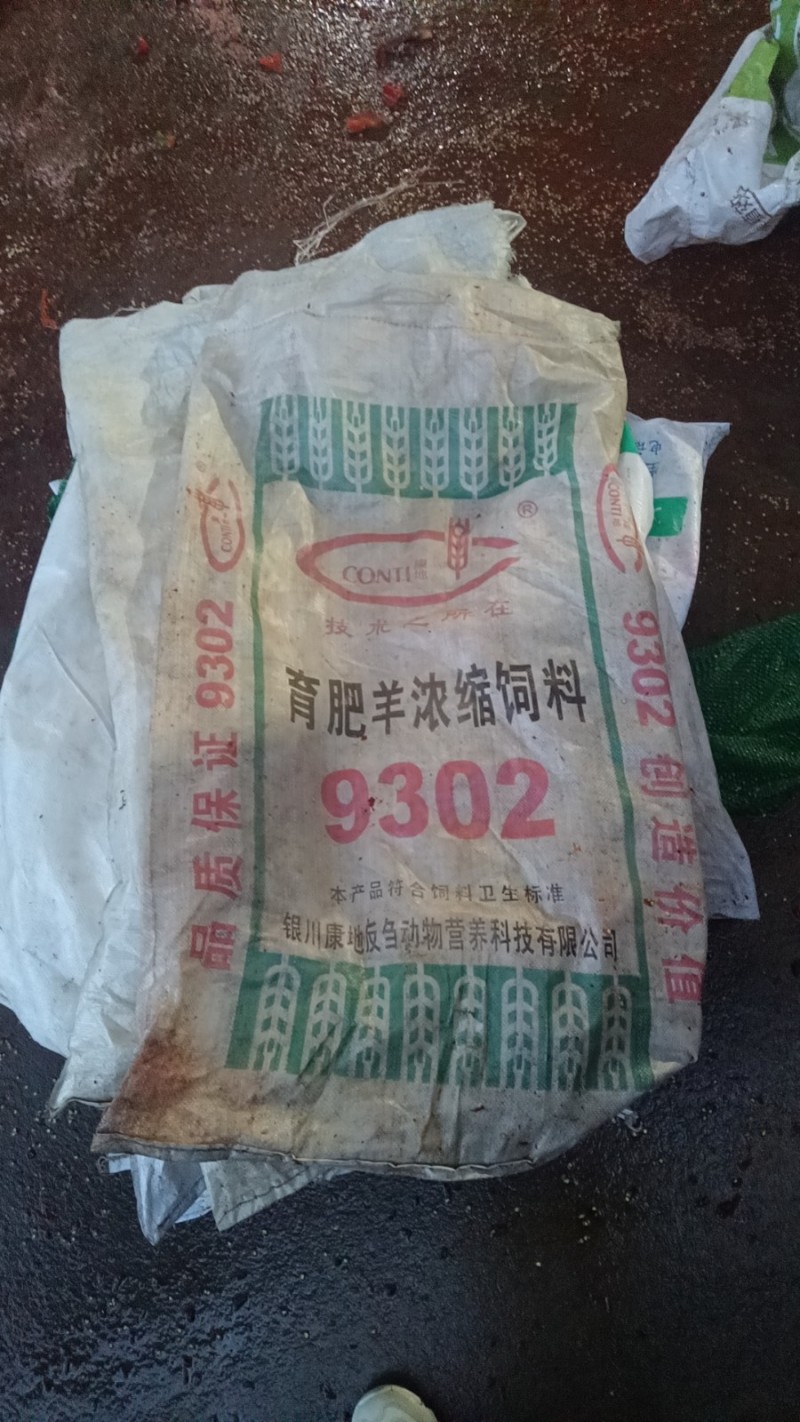 CONTI
®
技术之所在
育肥羊浓缩饲料
9302
本产品符合饲料卫生标准
银川康地反刍动物营养科技有限公司
CONTI
品质保证 9302
CONTI
9302 创造价值